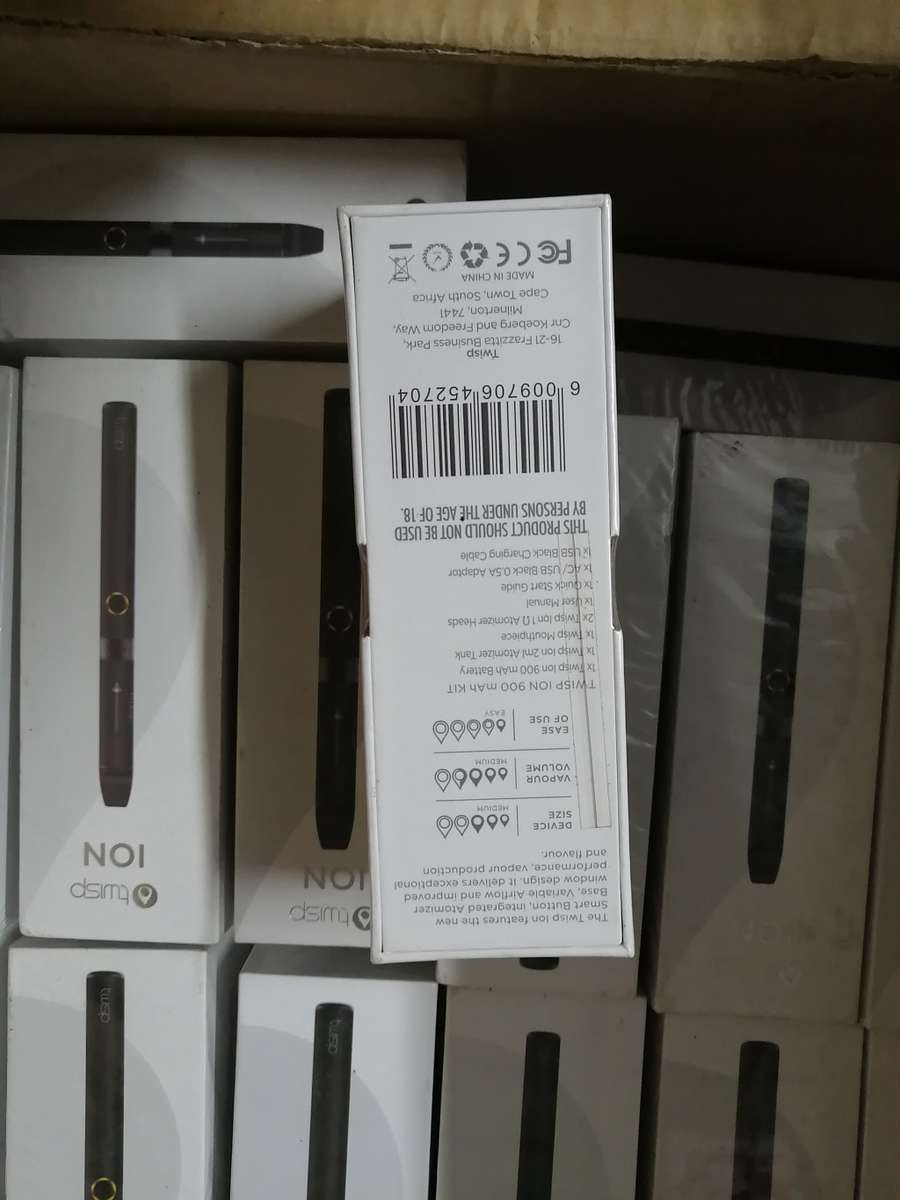 The Twisp Ion features the new
Smart Button, Integrated Atomizer
Base, Variable Airflow and improved
window design. It delivers exceptional
performance, vapour production
and flavour.
DEVICE
SIZE
MEDIUM
VAPOUR
VOLUME
MEDIUM
EASE
OF USE
EASY
TWISP ION 900 mAh KIT
1x Twisp Ion 900 mAh Battery
1x Twisp Ion 2ml Atomizer Tank
1x Twisp Mouthpiece
2x Twisp Ion 1Ω Atomizer Heads
1x User Manual
1x Quick Start Guide
1x AC/USB Black 0.5A Adaptor
1x USB Black Charging Cable
THIS PRODUCT SHOULD NOT BE USED
BY PERSONS UNDER THE AGE OF 18.
6 009706 452704
Twisp
16-21 Frazzitta Business Park,
Cnr Koeberg and Freedom Way,
Milnerton, 7441
Cape Town, South Africa
MADE IN CHINA
FC CE
twisp
ION
twisp
twisp
ION
twisp
twisp